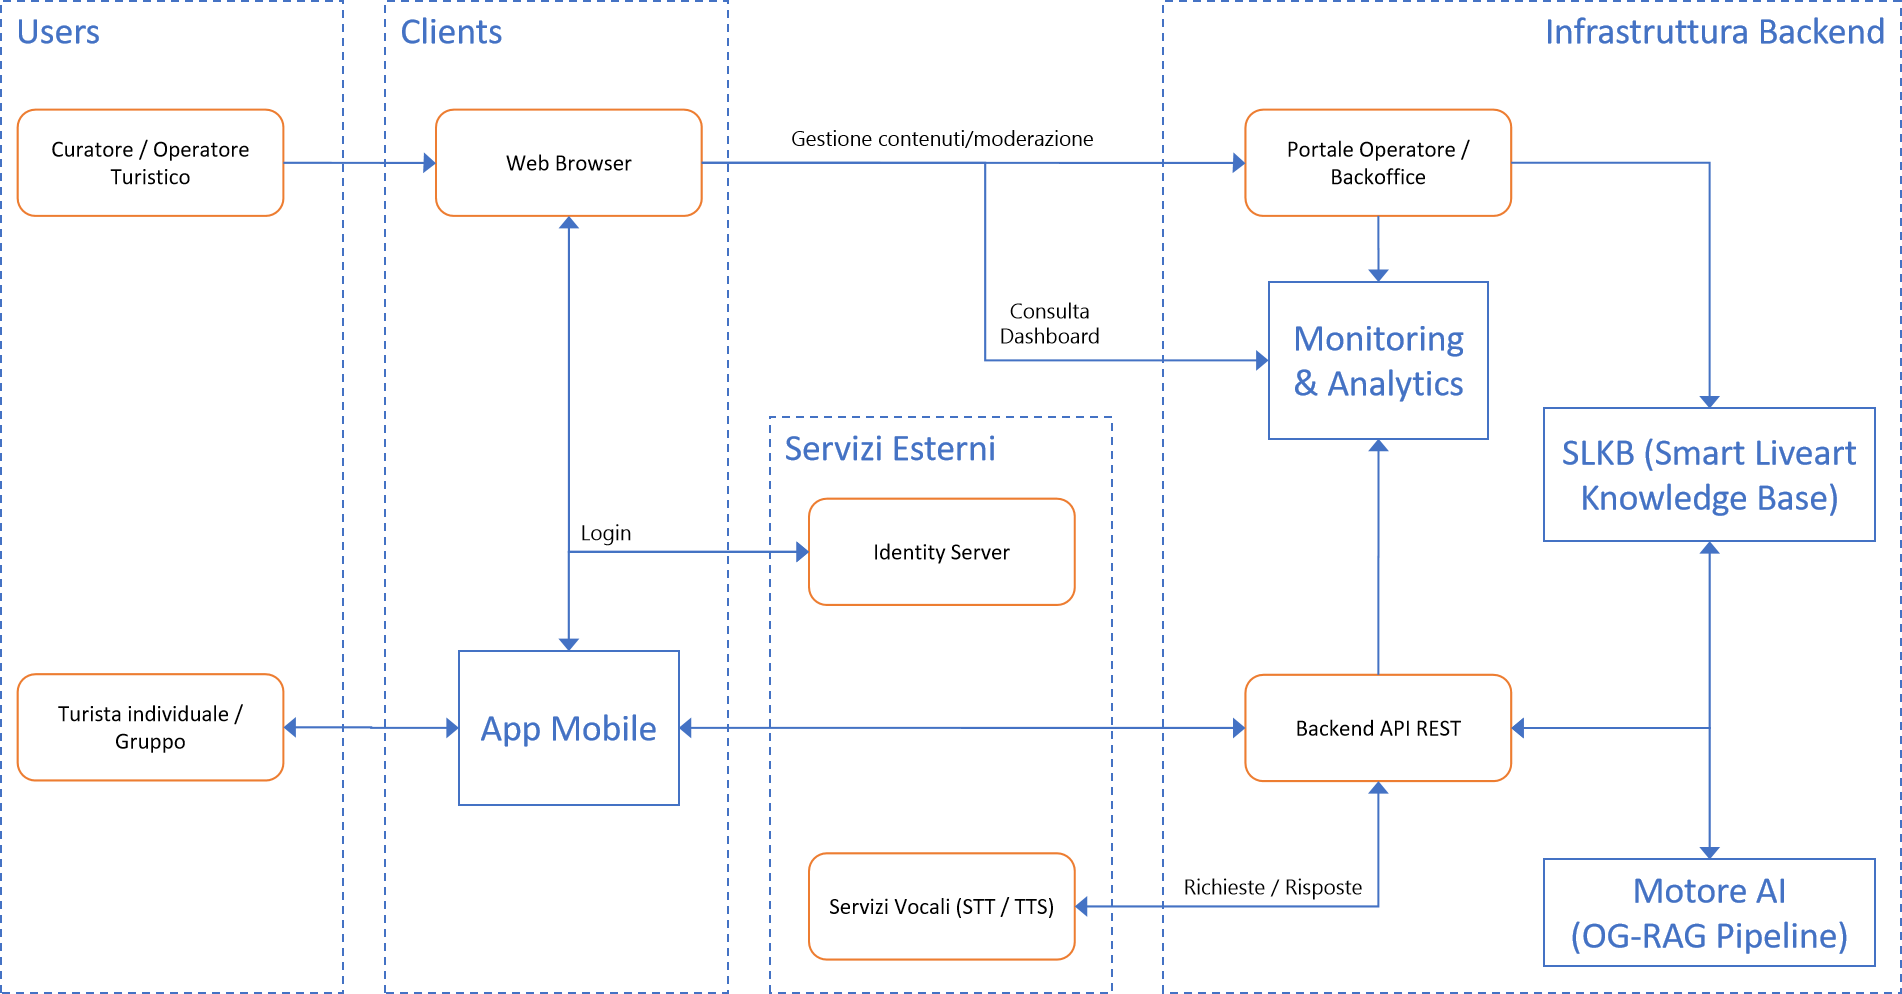 Users
Clients
Infrastruttura Backend
Curatore / Operatore
Turistico
Web Browser
Gestione contenuti/moderazione
Portale Operatore /
Backoffice
Consulta
Dashboard
Monitoring
& Analytics
Servizi Esterni
SLKB (Smart Liveart
Knowledge Base)
Login
Identity Server
Turista individuale /
Gruppo
App Mobile
Backend API REST
Servizi Vocali (STT / TTS)
Richieste / Risposte
Motore AI
(OG-RAG Pipeline)